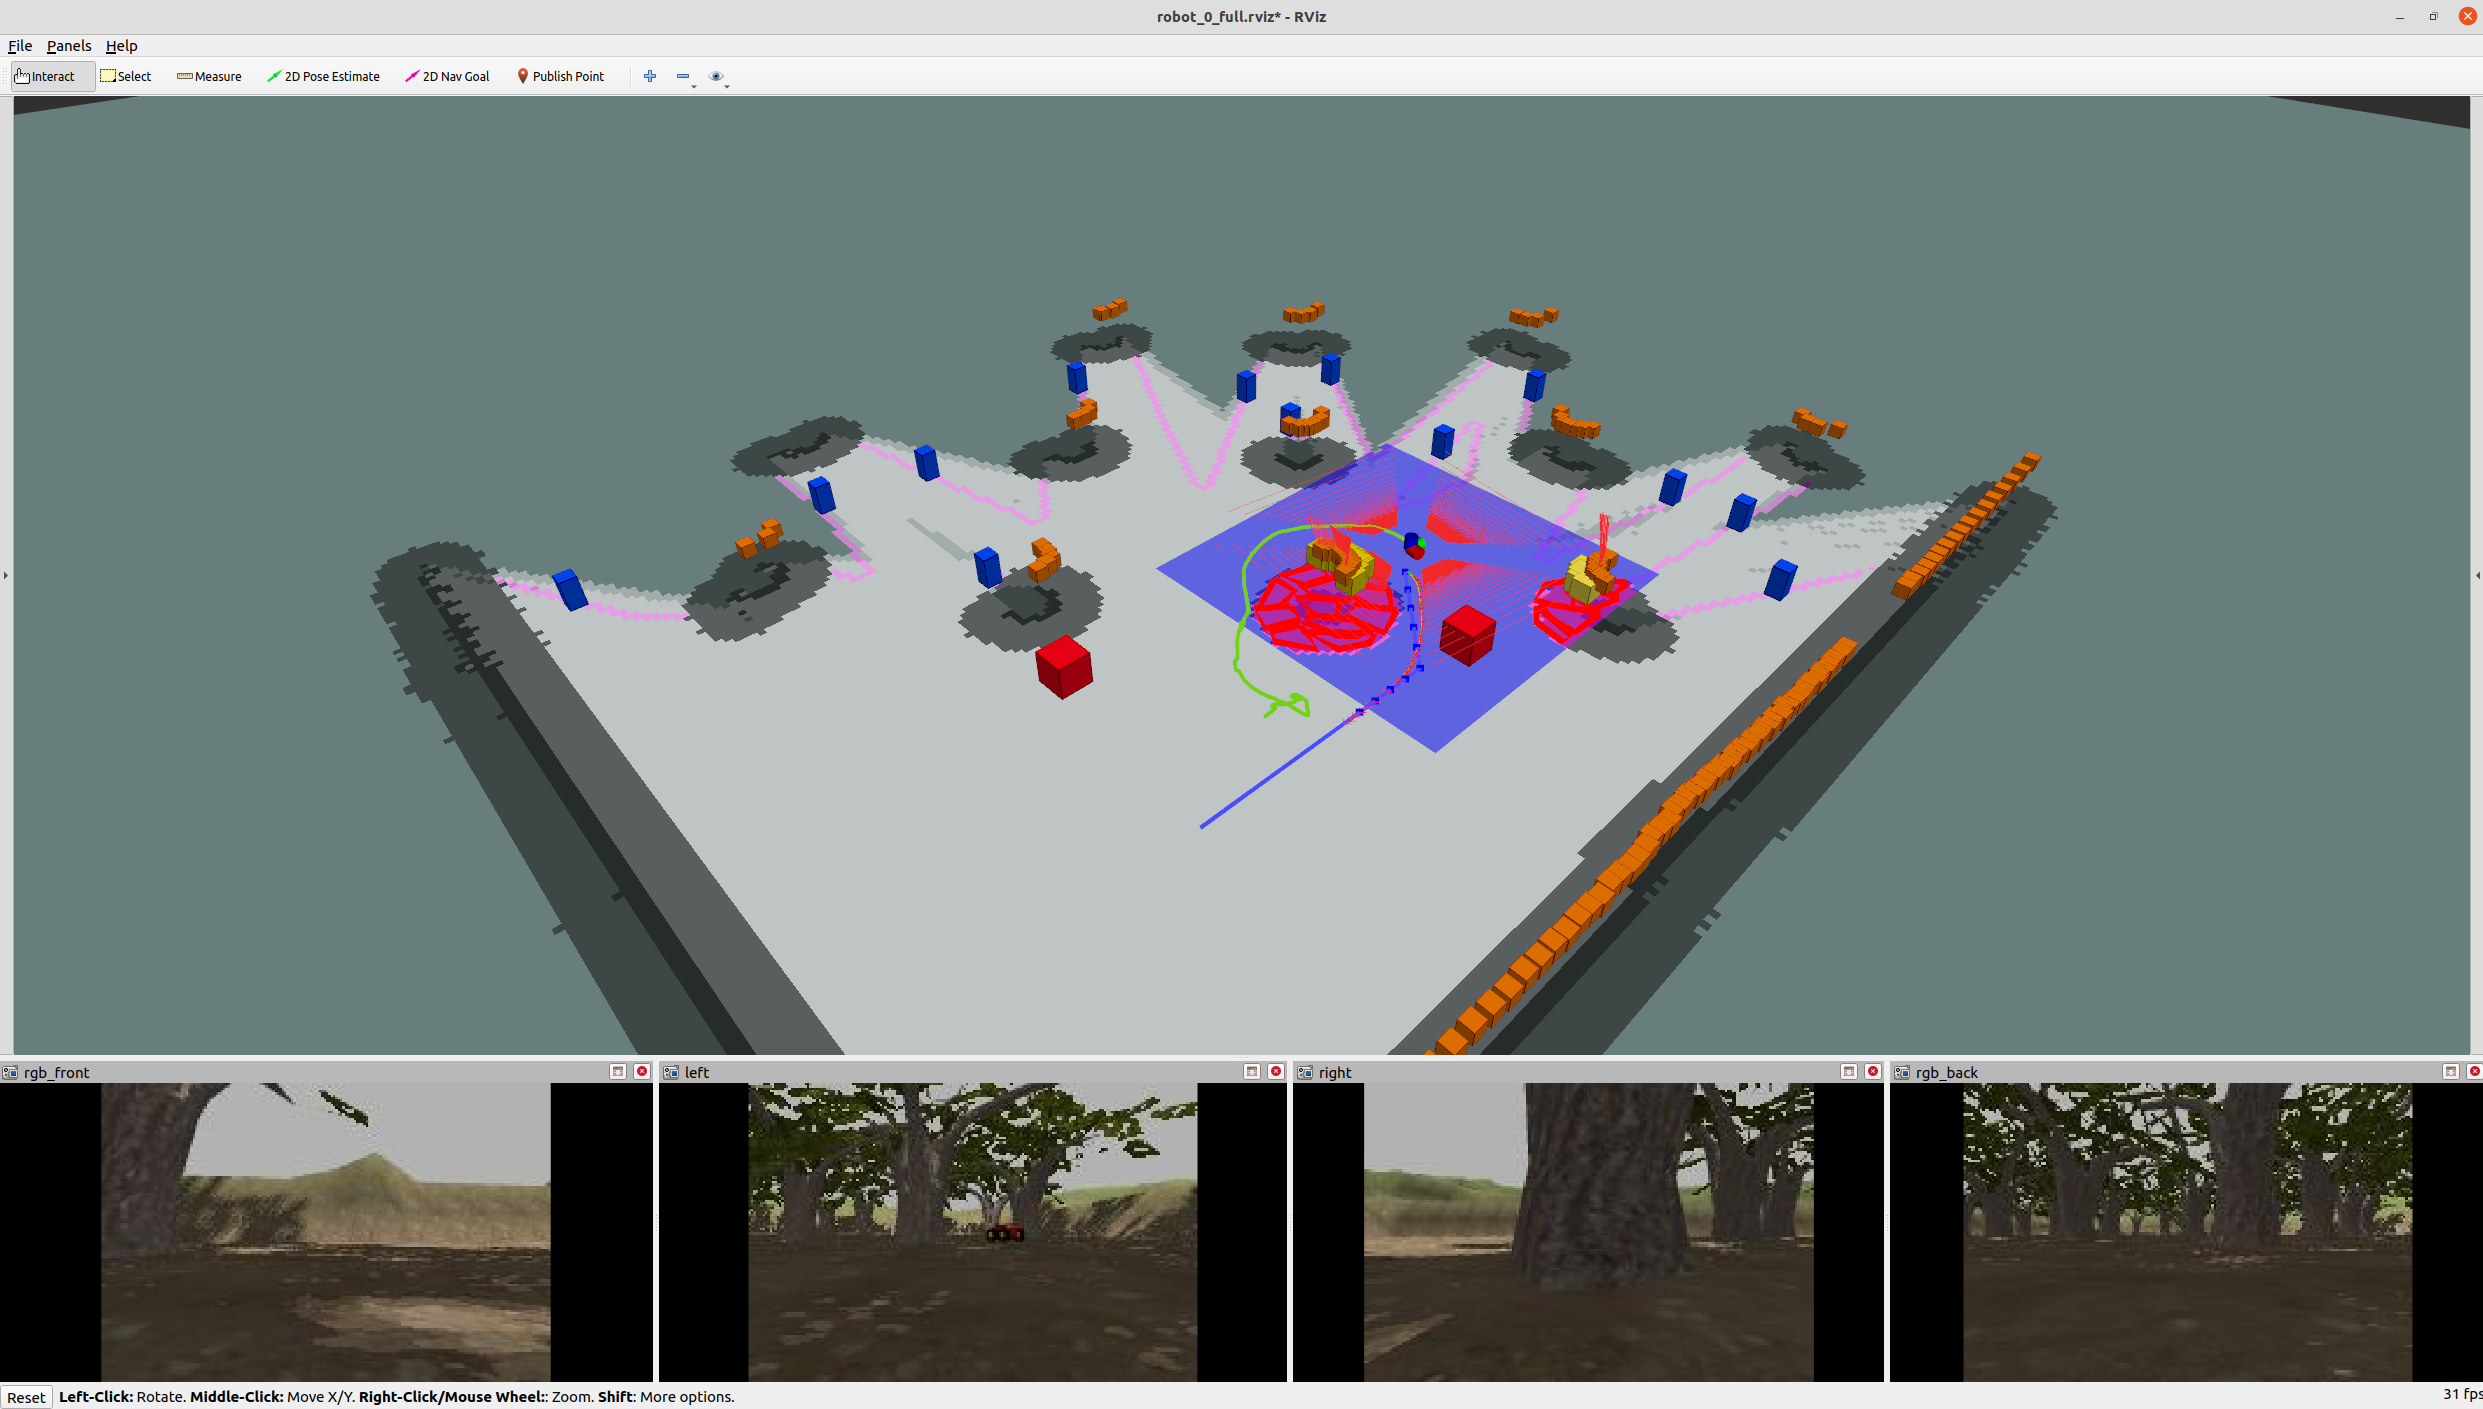 robot_0_full.rviz* - RViz
File Panels Help
Interact Select Measure 2D Pose Estimate 2D Nav Goal Publish Point
rgb_front left right rgb_back
Reset Left-Click: Rotate. Middle-Click: Move X/Y. Right-Click/Mouse Wheel:: Zoom. Shift: More options. 31 fps